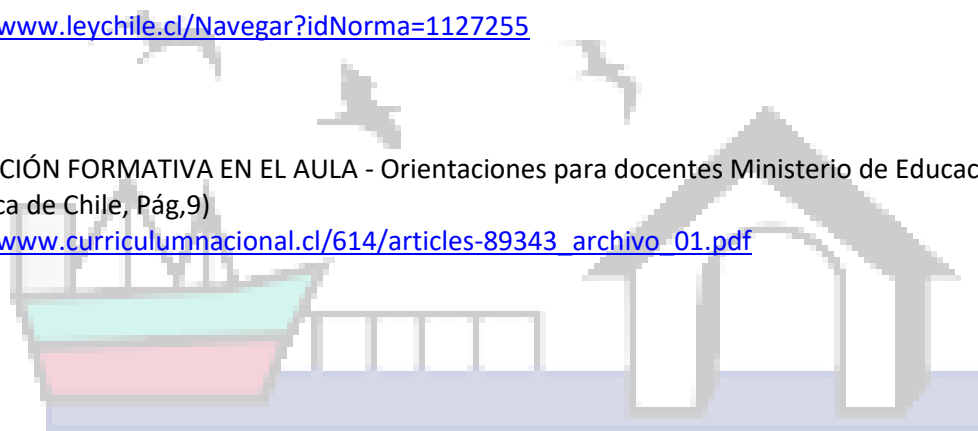 www.leychile.cl/Navegar?idNorma=1127255
CIÓN FORMATIVA EN EL AULA - Orientaciones para docentes Ministerio de Educac
ca de Chile, Pág,9)
www.curriculumnacional.cl/614/articles-89343_archivo_01.pdf